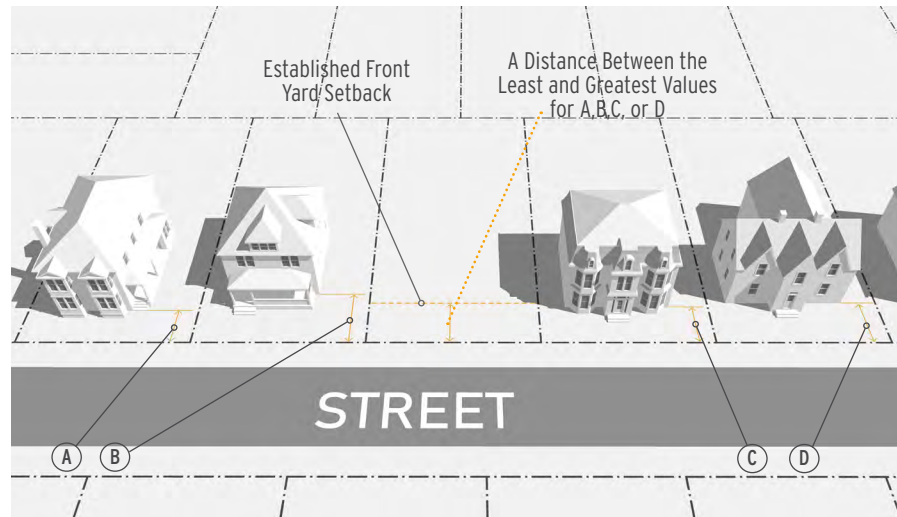 Established Front
Yard Setback
A Distance Between the
Least and Greatest Values
for A,B,C, or D
STREET
A
B
C
D